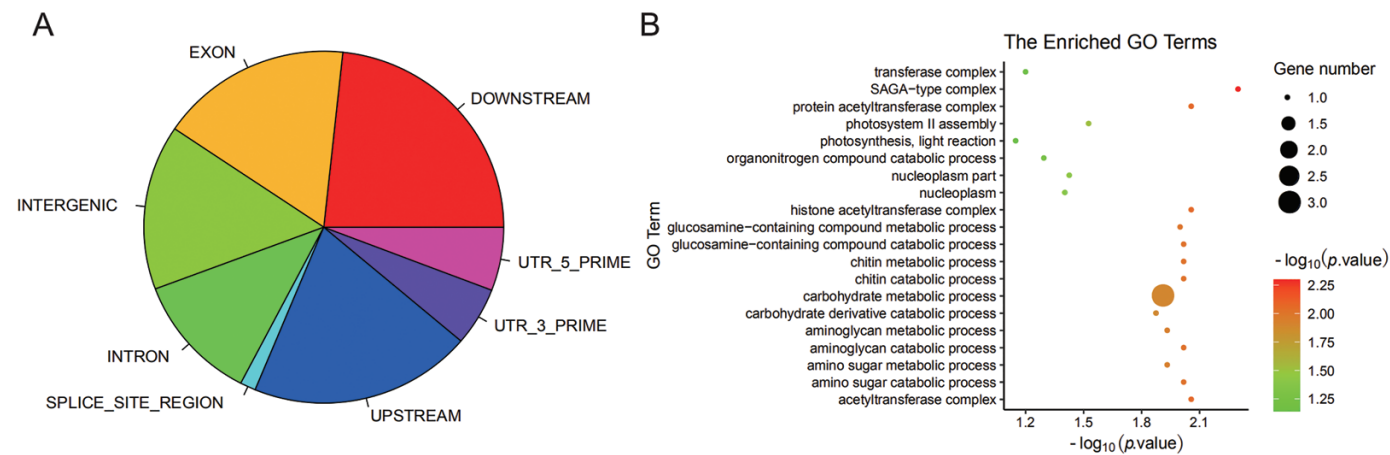 A
EXON
DOWNSTREAM
INTERGENIC
UTR_5_PRIME
UTR_3_PRIME
INTRON
SPLICE_SITE_REGION
UPSTREAM
B
The Enriched GO Terms
GO Term
transferase complex
SAGA-type complex
protein acetyltransferase complex
photosystem II assembly
photosynthesis, light reaction
organonitrogen compound catabolic process
nucleoplasm part
nucleoplasm
histone acetyltransferase complex
glucosamine-containing compound metabolic process
glucosamine-containing compound catabolic process
chitin metabolic process
chitin catabolic process
carbohydrate metabolic process
carbohydrate derivative catabolic process
aminoglycan metabolic process
aminoglycan catabolic process
amino sugar metabolic process
amino sugar catabolic process
acetyltransferase complex
1.2 1.5 1.8 2.1
- log₁₀(p.value)
Gene number
1.0
1.5
2.0
2.5
3.0
- log₁₀(p.value)
2.25
2.00
1.75
1.50
1.25